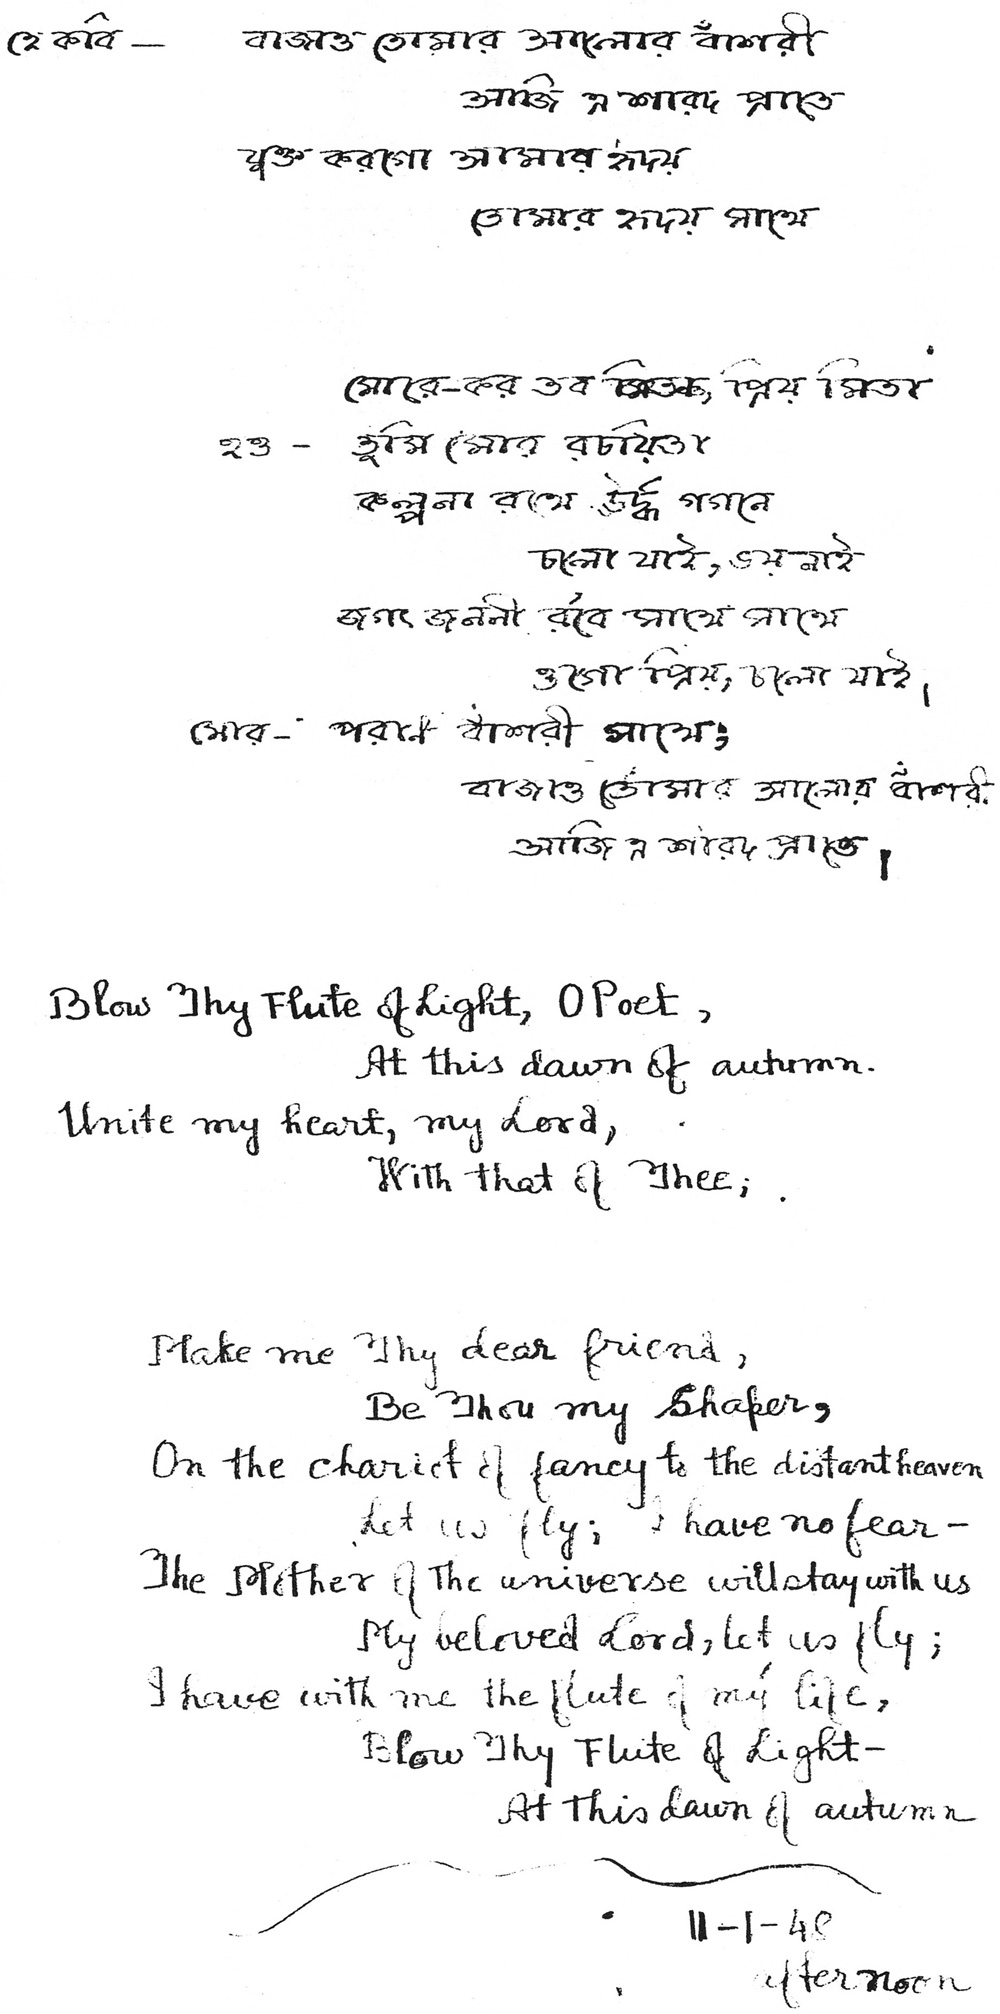 হে কবি — বাজাও তোমার আলোর বাঁশরী
আজি এ শারদ প্রাতে
যুক্ত করগো আমার হৃদয়
তোমার হৃদয় সাথে
মোরে-কর তব প্রিয় মিতা
হও - তুমি মোর রচয়িতা
কল্পনা রথে ঊর্দ্ধ গগনে
চলো যাই, ভয় নাই
জগৎ জননী র'বে সাথে সাথে
ওগো প্রিয়, চলো যাই।
মোর- পরাণ বাঁশরী সাথে;
বাজাও তোমার আলোর বাঁশরী
আজি এ শারদ প্রাতে।
Blow Thy Flute of Light, O Poet,
At this dawn of autumn.
Unite my heart, my Lord,
With that of Thee;
Make me Thy dear friend,
Be Thou my Shaper,
On the chariot of fancy to the distant heaven
Let us fly; I have no fear –
The Mother of The universe will stay with us
My beloved Lord, let us fly;
I have with me the flute of my life,
Blow Thy Flute of Light –
At this dawn of autumn
11-1-48
afternoon